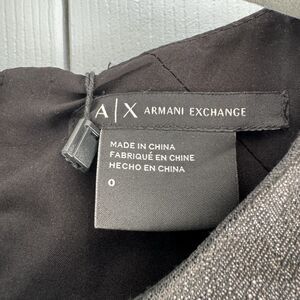 A|X ARMANI EXCHANGE
MADE IN CHINA
FABRIQUÉ EN CHINE
HECHO EN CHINA
0